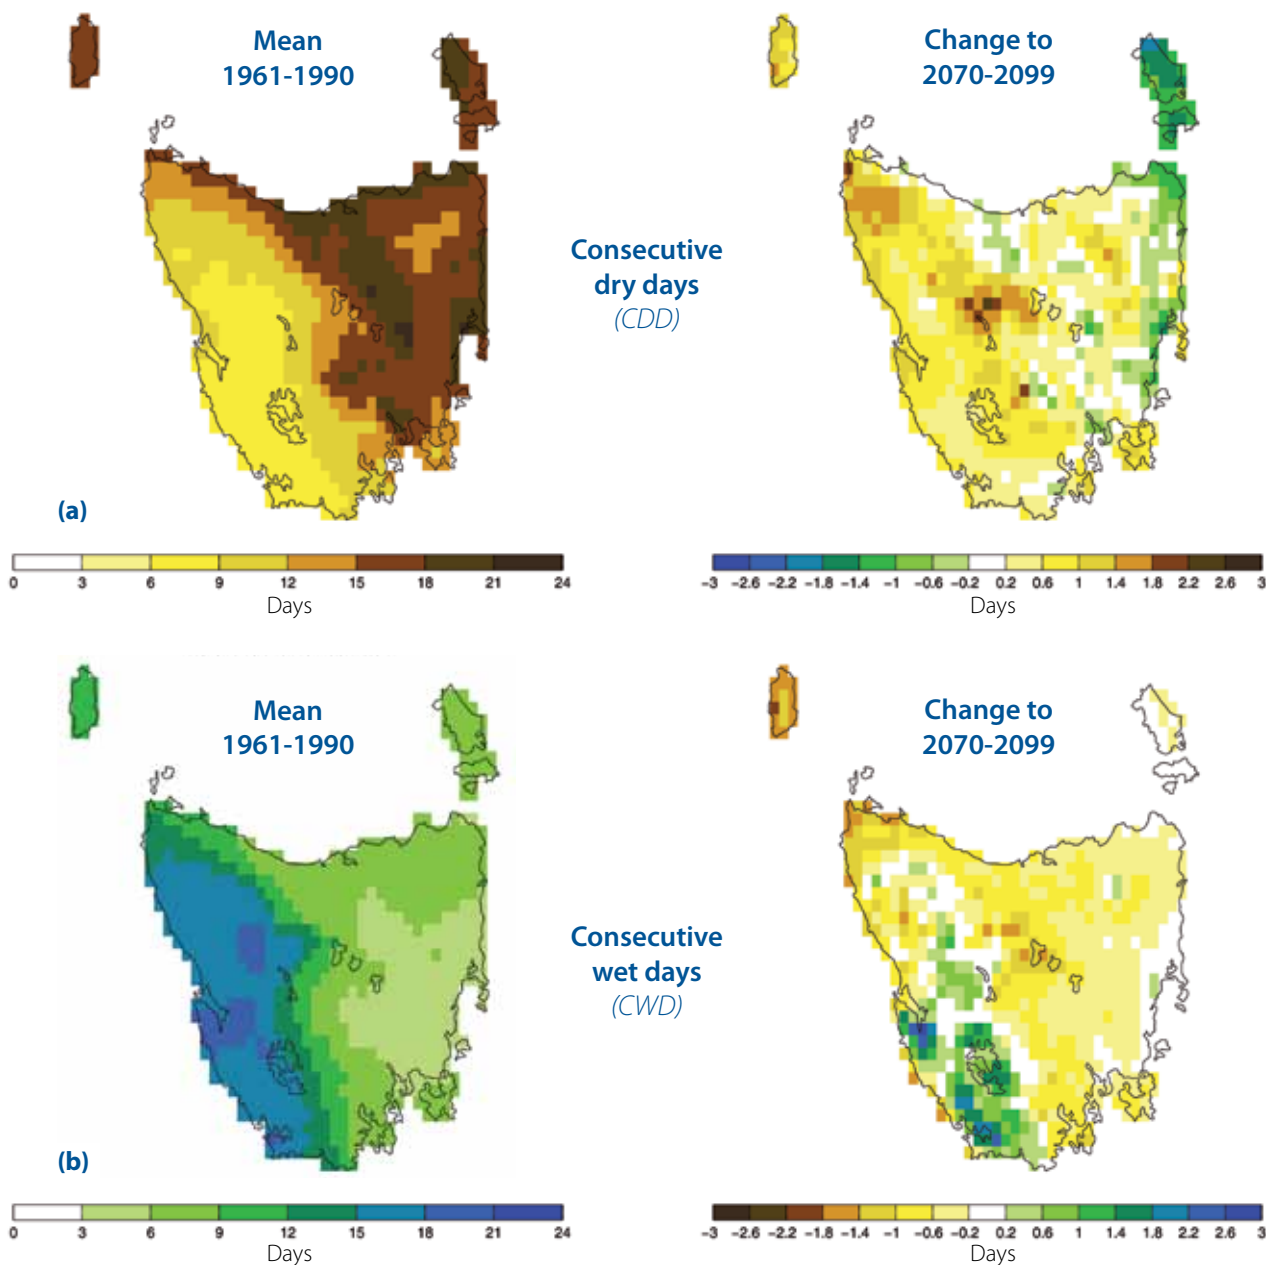 Mean
1961-1990
Change to
2070-2099
Consecutive
dry days
(CDD)
(a)
0 3 6 9 12 15 18 21 24
Days
-3 -2.6 -2.2 -1.8 -1.4 -1 -0.6 -0.2 0.2 0.6 1 1.4 1.8 2.2 2.6 3
Days
Mean
1961-1990
Change to
2070-2099
Consecutive
wet days
(CWD)
(b)
0 3 6 9 12 15 18 21 24
Days
-3 -2.6 -2.2 -1.8 -1.4 -1 -0.6 -0.2 0.2 0.6 1 1.4 1.8 2.2 2.6 3
Days